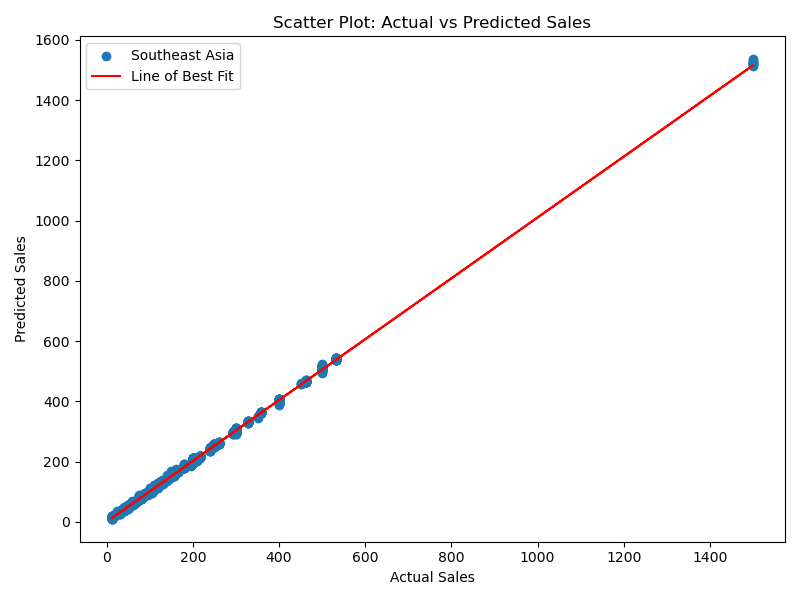 Scatter Plot: Actual vs Predicted Sales
Southeast Asia
Line of Best Fit
1600
1400
1200
1000
800
600
400
200
0
Predicted Sales
0 200 400 600 800 1000 1200 1400
Actual Sales